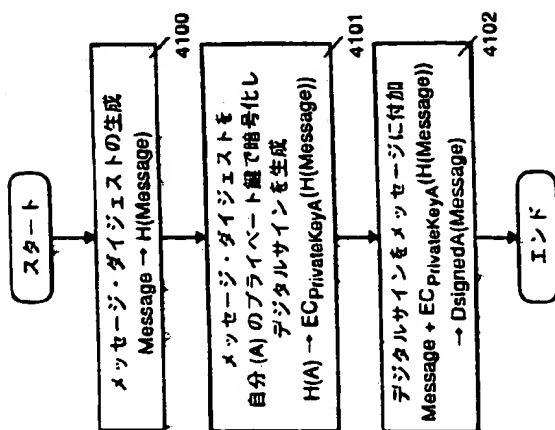 スタート
メッセージ・ダイジェストの生成
Message → H(Message)
4100
メッセージ・ダイジェストを
自分 (A) のプライベート鍵で暗号化し
デジタルサインを生成
H(A) → ECPrivateKeyA(H(Message))
4101
デジタルサインをメッセージに付加
Message + ECPrivateKeyA(H(Message))
→ DsignedA(Message)
4102
エンド